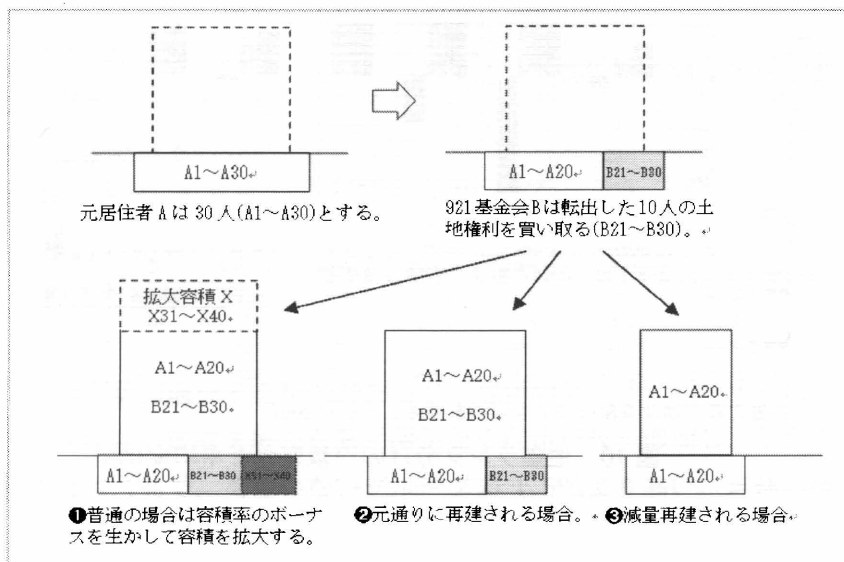 A1～A30
元居住者Aは30人(A1～A30)とする。
A1～A20
B21～B30
921基金会Bは転出した10人の土
地権利を買い取る(B21～B30)。
拡大容積X
X31～X40
A1～A20
B21～B30
A1～A20
B21～B30
❶普通の場合は容積率のボーナ
スを生かして容積を拡大する。
A1～A20
B21～B30
A1～A20
B21～B30
❷元通りに再建される場合。
A1～A20
A1～A20
❸減量再建される場合